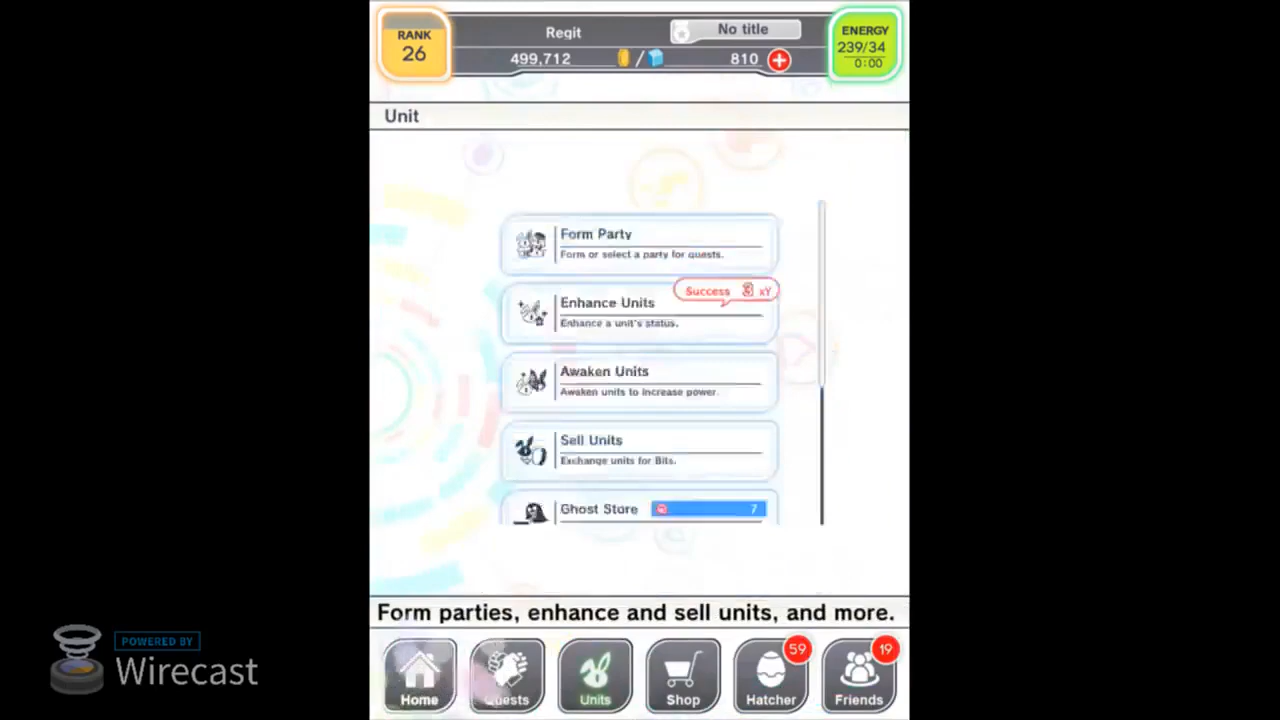 RANK
26
Regit
No title
499,712
/
810
ENERGY
239/34
0:00
Unit
Form Party
Form or select a party for quests.
Success xY
Enhance Units
Enhance a unit's status.
Awaken Units
Awaken units to increase power.
Sell Units
Exchange units for Bits.
Ghost Store 7
Form parties, enhance and sell units, and more.
59
19
Home
Quests
Units
Shop
Hatcher
Friends
POWERED BY
Wirecast